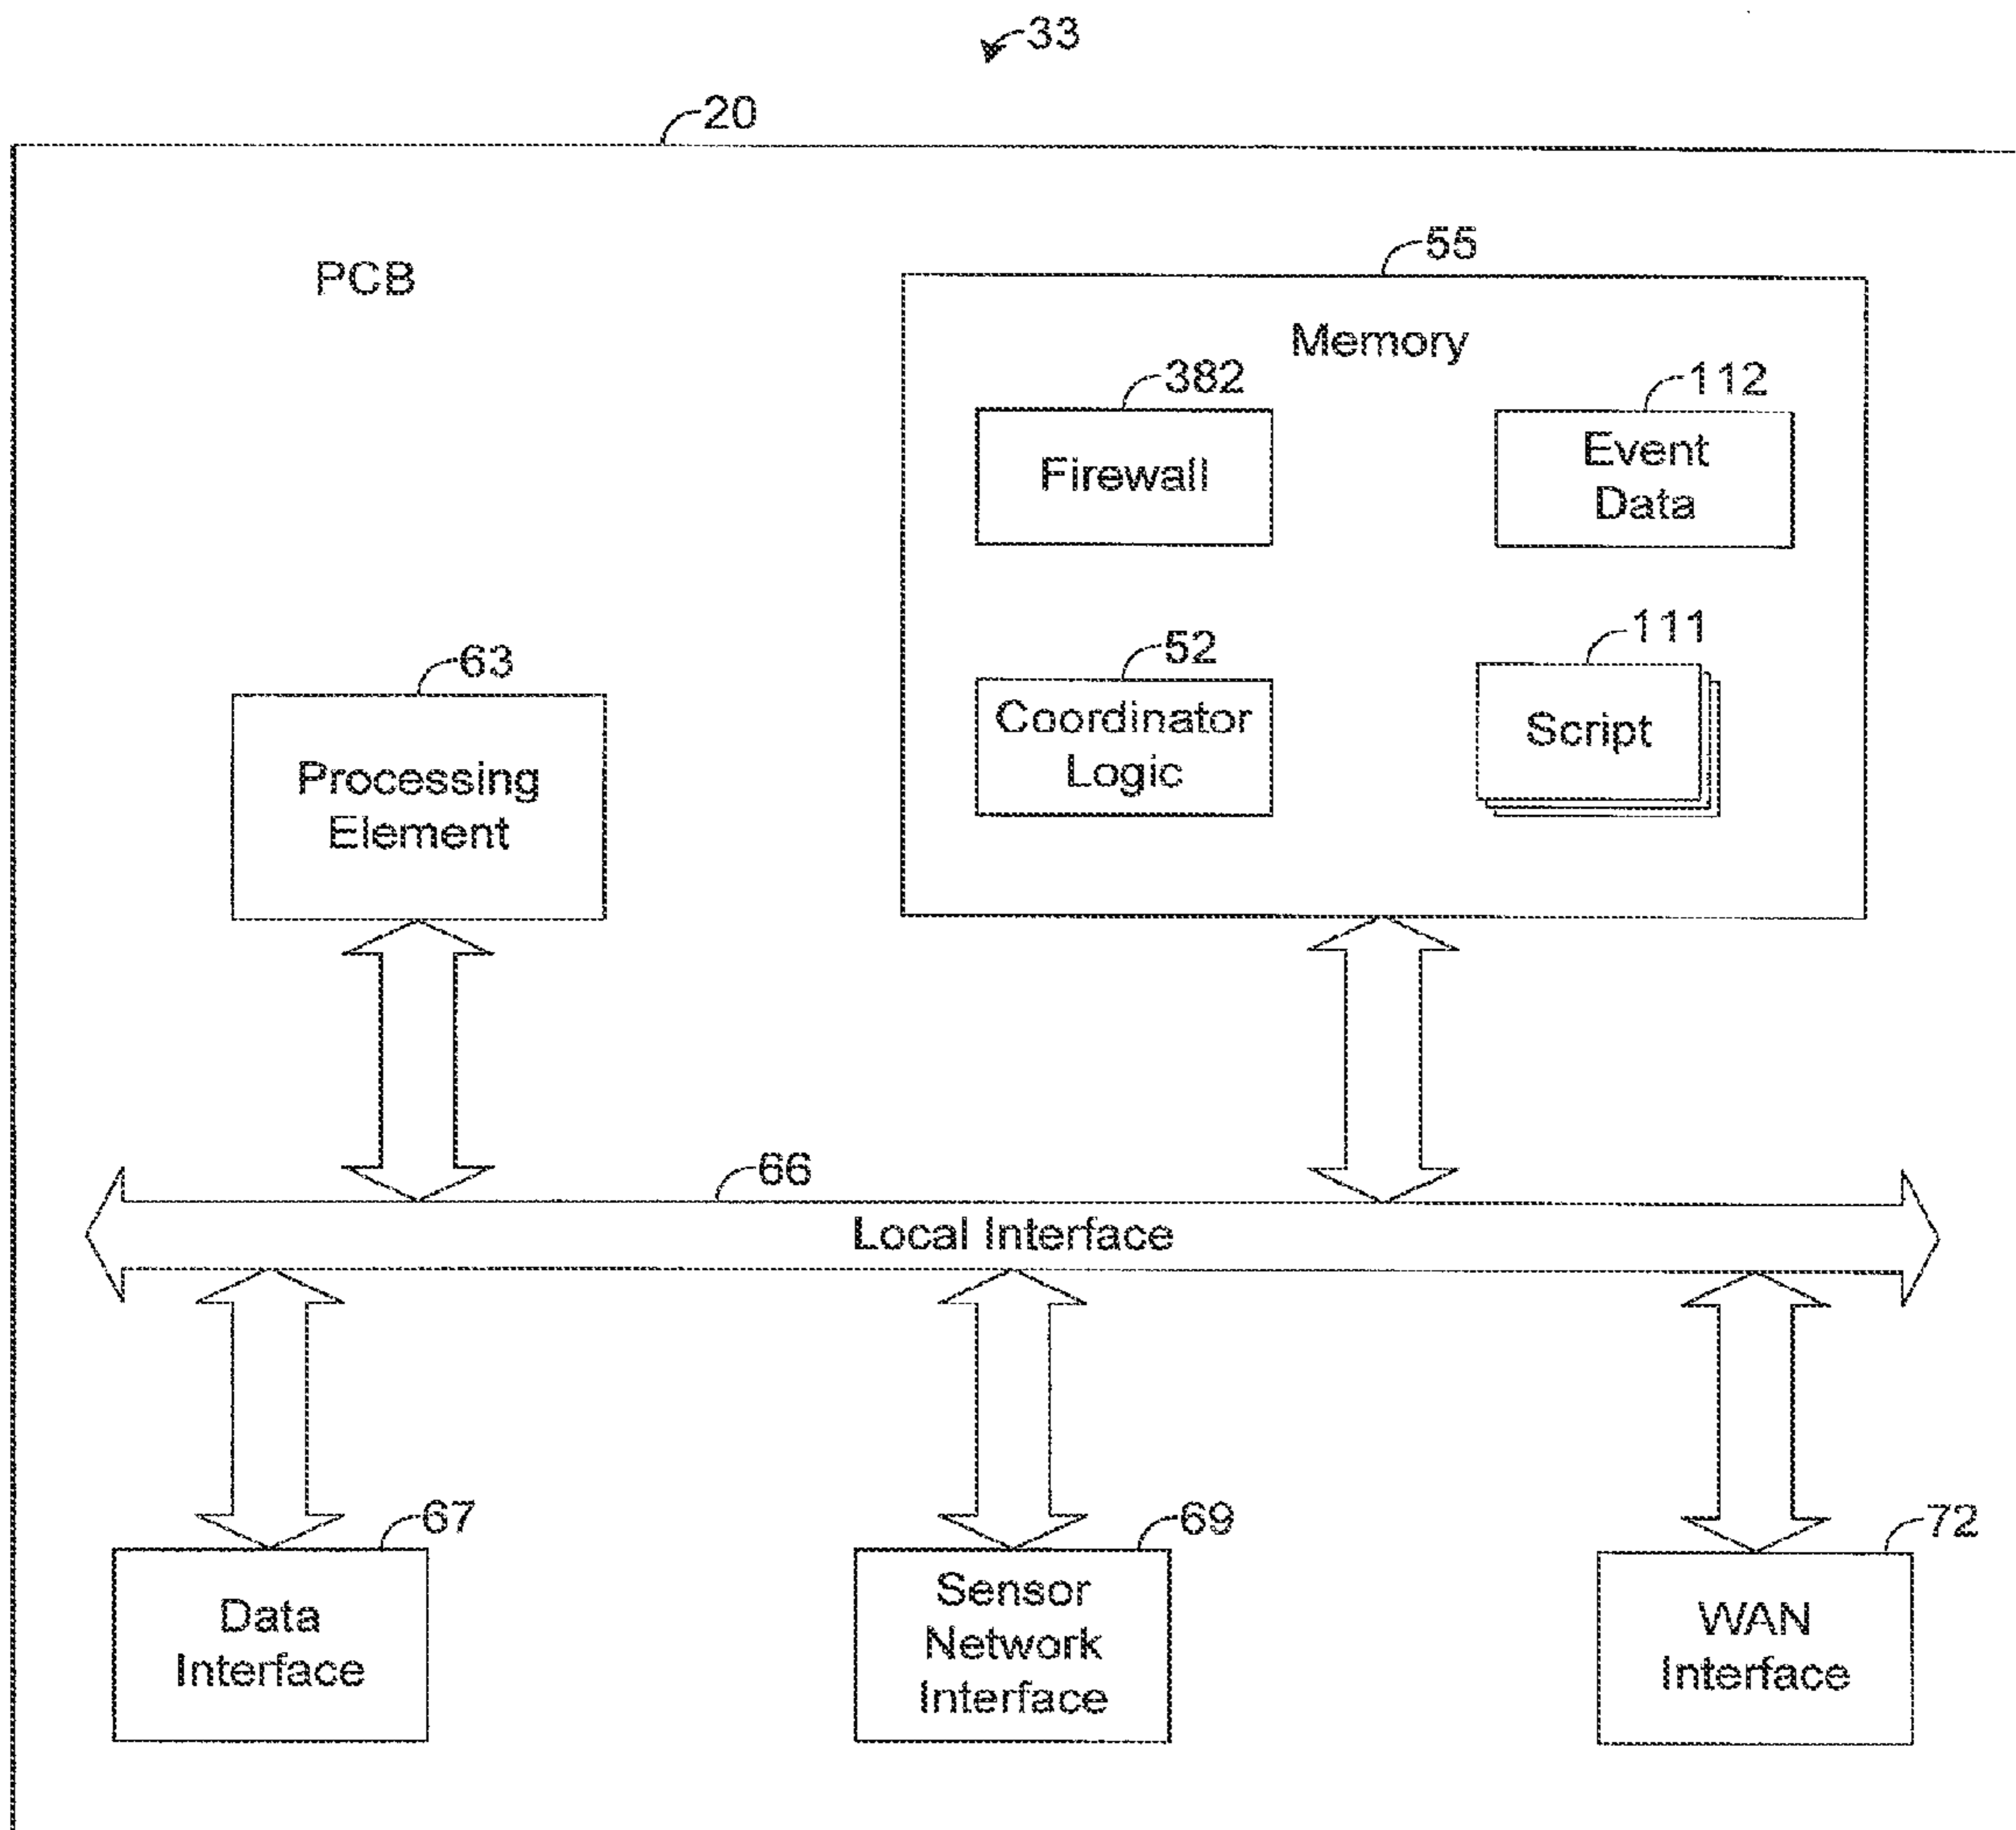 33
20
PCB
55
Memory
382
Firewall
112
Event
Data
52
Coordinator
Logic
111
Script
63
Processing
Element
66
Local Interface
67
Data
Interface
69
Sensor
Network
Interface
72
WAN
Interface